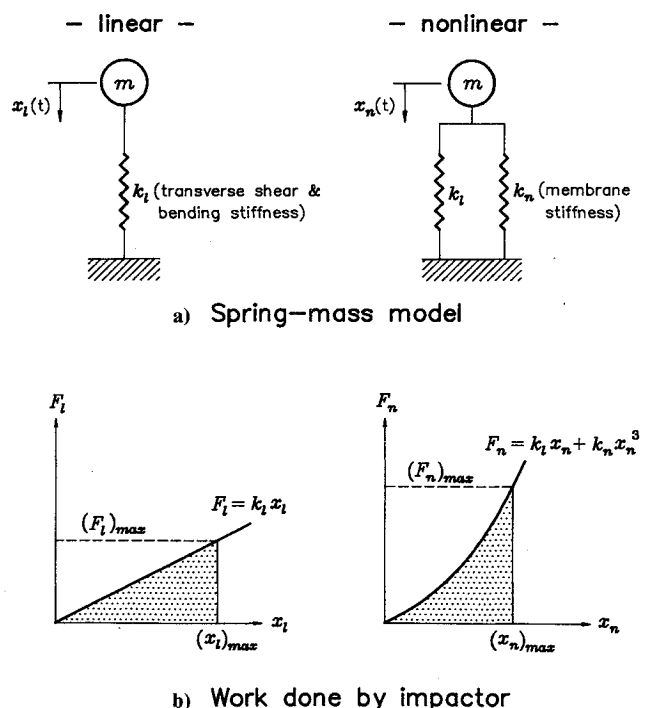 – linear –
– nonlinear –
m
m
x_l(t)
x_n(t)
k_l (transverse shear &
bending stiffness)
k_l
k_n (membrane
stiffness)
a) Spring–mass model
F_l
F_n
F_n = k_l x_n + k_n x_n^3
(F_n)_max
F_l = k_l x_l
(F_l)_max
x_l
x_n
(x_l)_max
(x_n)_max
b) Work done by impactor